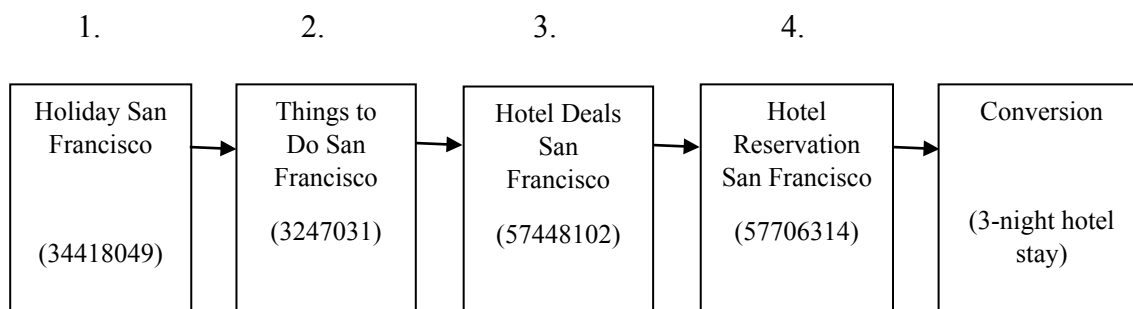 1.
2.
3.
4.
Holiday San
Francisco
(34418049)
Things to
Do San
Francisco
(3247031)
Hotel Deals
San
Francisco
(57448102)
Hotel
Reservation
San Francisco
(57706314)
Conversion
(3-night hotel
stay)